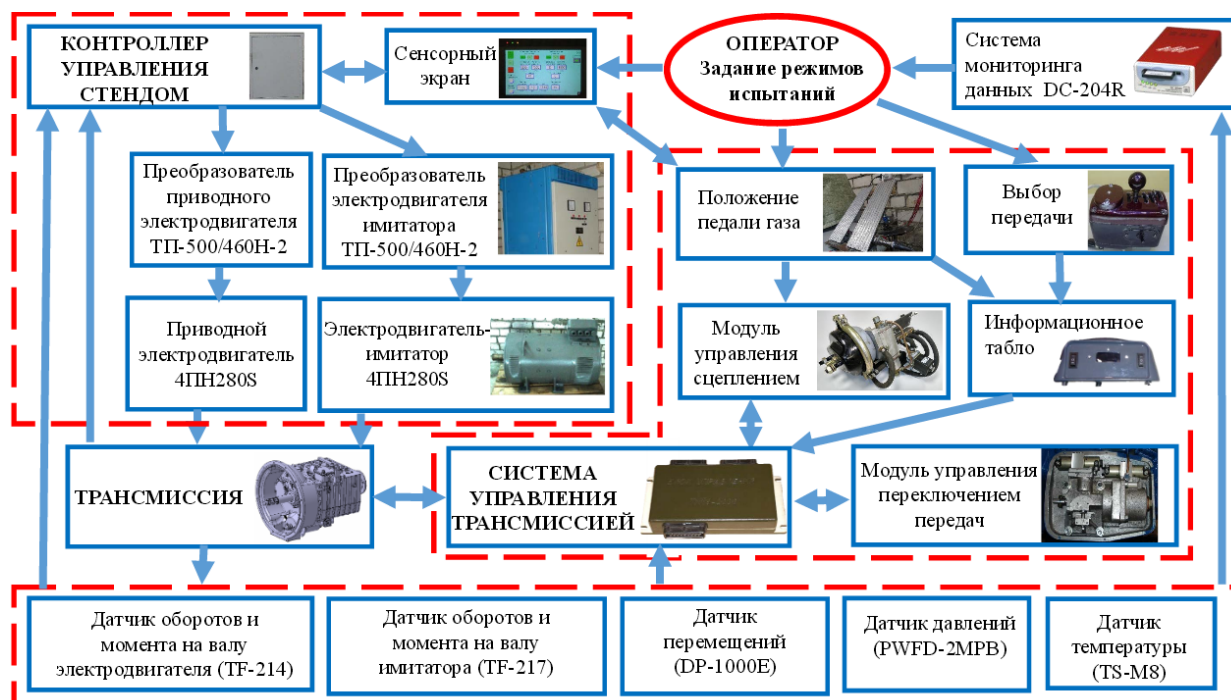 КОНТРОЛЛЕР
УПРАВЛЕНИЯ
СТЕНДОМ
Сенсорный
экран
ОПЕРАТОР
Задание режимов
испытаний
Система
мониторинга
данных DC-204R
Преобразователь
приводного
электродвигателя
ТП-500/460Н-2
Преобразователь
электродвигателя
имитатора
ТП-500/460Н-2
Положение
педали газа
Выбор
передачи
Приводной
электродвигатель
4ПН280S
Электродвигатель-
имитатор
4ПН280S
Модуль
управления
сцеплением
Информационное
табло
ТРАНСМИССИЯ
СИСТЕМА
УПРАВЛЕНИЯ
ТРАНСМИССИЕЙ
Модуль управления
переключением
передач
Датчик оборотов и
момента на валу
электродвигателя (TF-214)
Датчик оборотов и
момента на валу
имитатора (TF-217)
Датчик
перемещений
(DP-1000E)
Датчик давлений
(PWFD-2MPB)
Датчик
температуры
(TS-M8)